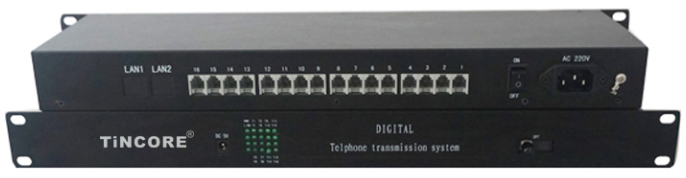 LAN1 LAN2
16 15 14 13 12 11 10 9 8 7 6 5 4 3 2 1
ON
OFF
AC 220V
TiNCORE®
DC 5V
DIGITAL
Telphone transmission system
OFF